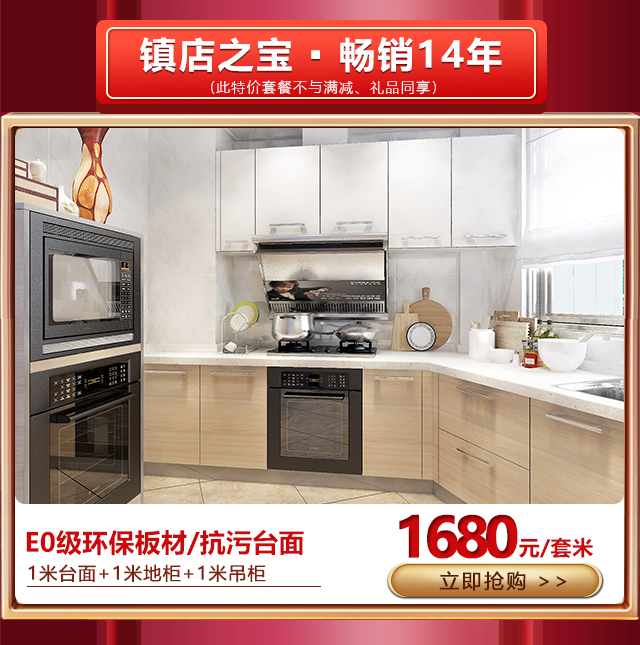 镇店之宝·畅销14年
(此特价套餐不与满减、礼品同享)
E0级环保板材/抗污台面
1米台面+1米地柜+1米吊柜
1680元/套米
立即抢购 >>